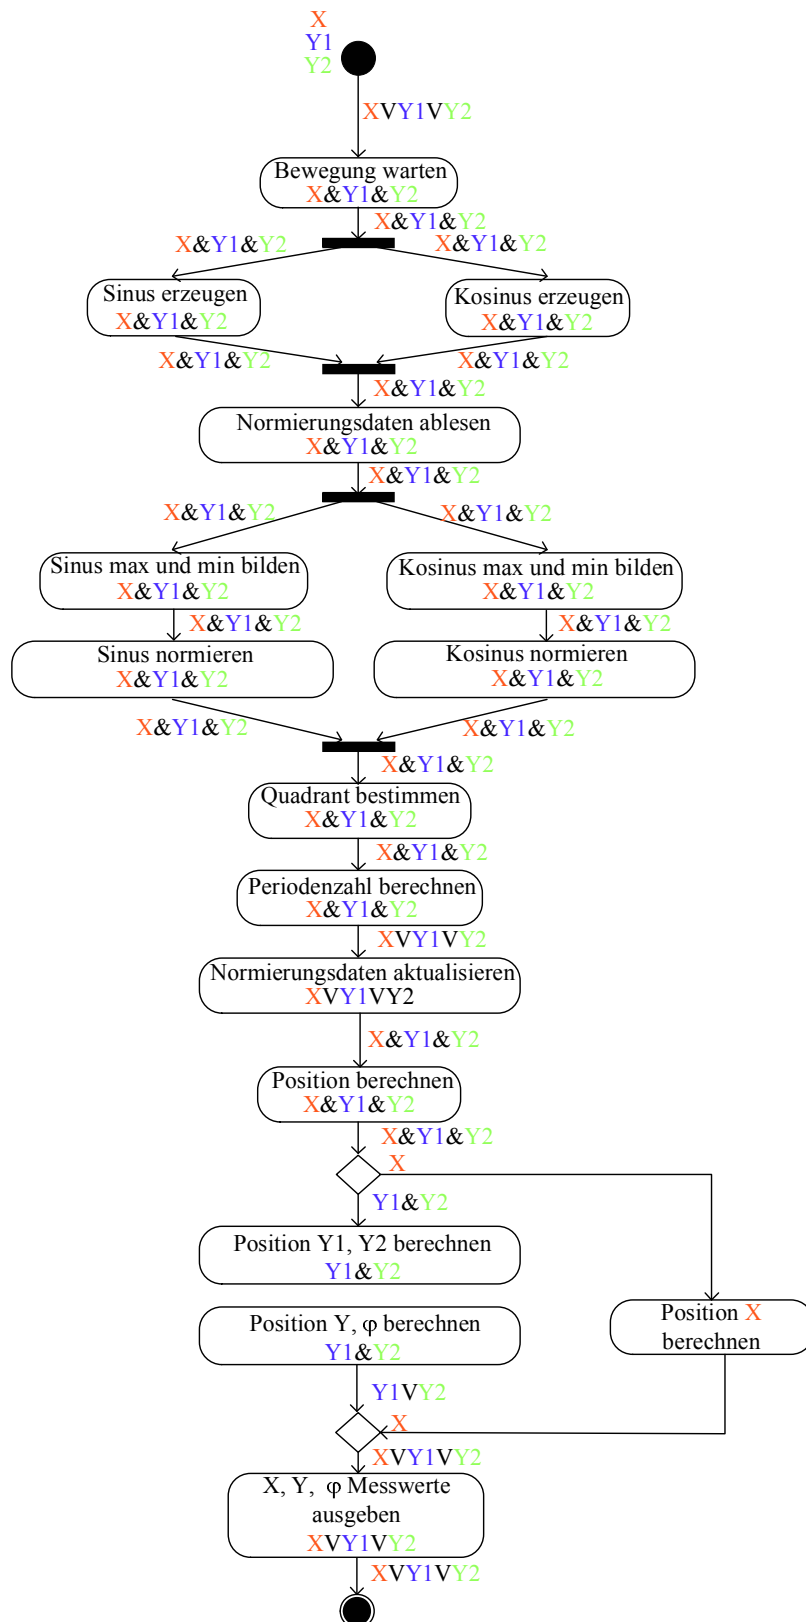 X
Y1
Y2
XVY1VY2
Bewegung warten
X&Y1&Y2
X&Y1&Y2
X&Y1&Y2
X&Y1&Y2
Sinus erzeugen
X&Y1&Y2
Kosinus erzeugen
X&Y1&Y2
X&Y1&Y2
X&Y1&Y2
X&Y1&Y2
Normierungsdaten ablesen
X&Y1&Y2
X&Y1&Y2
X&Y1&Y2
X&Y1&Y2
Sinus max und min bilden
X&Y1&Y2
Kosinus max und min bilden
X&Y1&Y2
X&Y1&Y2
X&Y1&Y2
Sinus normieren
X&Y1&Y2
Kosinus normieren
X&Y1&Y2
X&Y1&Y2
X&Y1&Y2
X&Y1&Y2
Quadrant bestimmen
X&Y1&Y2
X&Y1&Y2
Periodenzahl berechnen
X&Y1&Y2
XVY1VY2
Normierungsdaten aktualisieren
XVY1VY2
X&Y1&Y2
Position berechnen
X&Y1&Y2
X&Y1&Y2
X
Y1&Y2
Position Y1, Y2 berechnen
Y1&Y2
Position X
berechnen
Position Y, φ berechnen
Y1&Y2
Y1VY2
X
XVY1VY2
X, Y, φ Messwerte
ausgeben
XVY1VY2
XVY1VY2